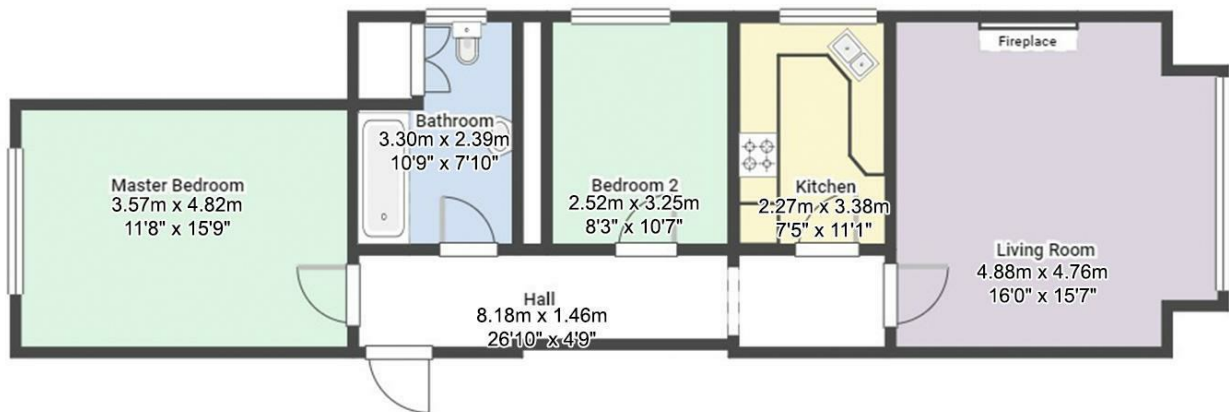 Fireplace
Bathroom
3.30m x 2.39m
10'9" x 7'10"
Master Bedroom
3.57m x 4.82m
11'8" x 15'9"
Bedroom 2
2.52m x 3.25m
8'3" x 10'7"
Kitchen
2.27m x 3.38m
7'5" x 11'1"
Living Room
4.88m x 4.76m
16'0" x 15'7"
Hall
8.18m x 1.46m
26'10" x 4'9"